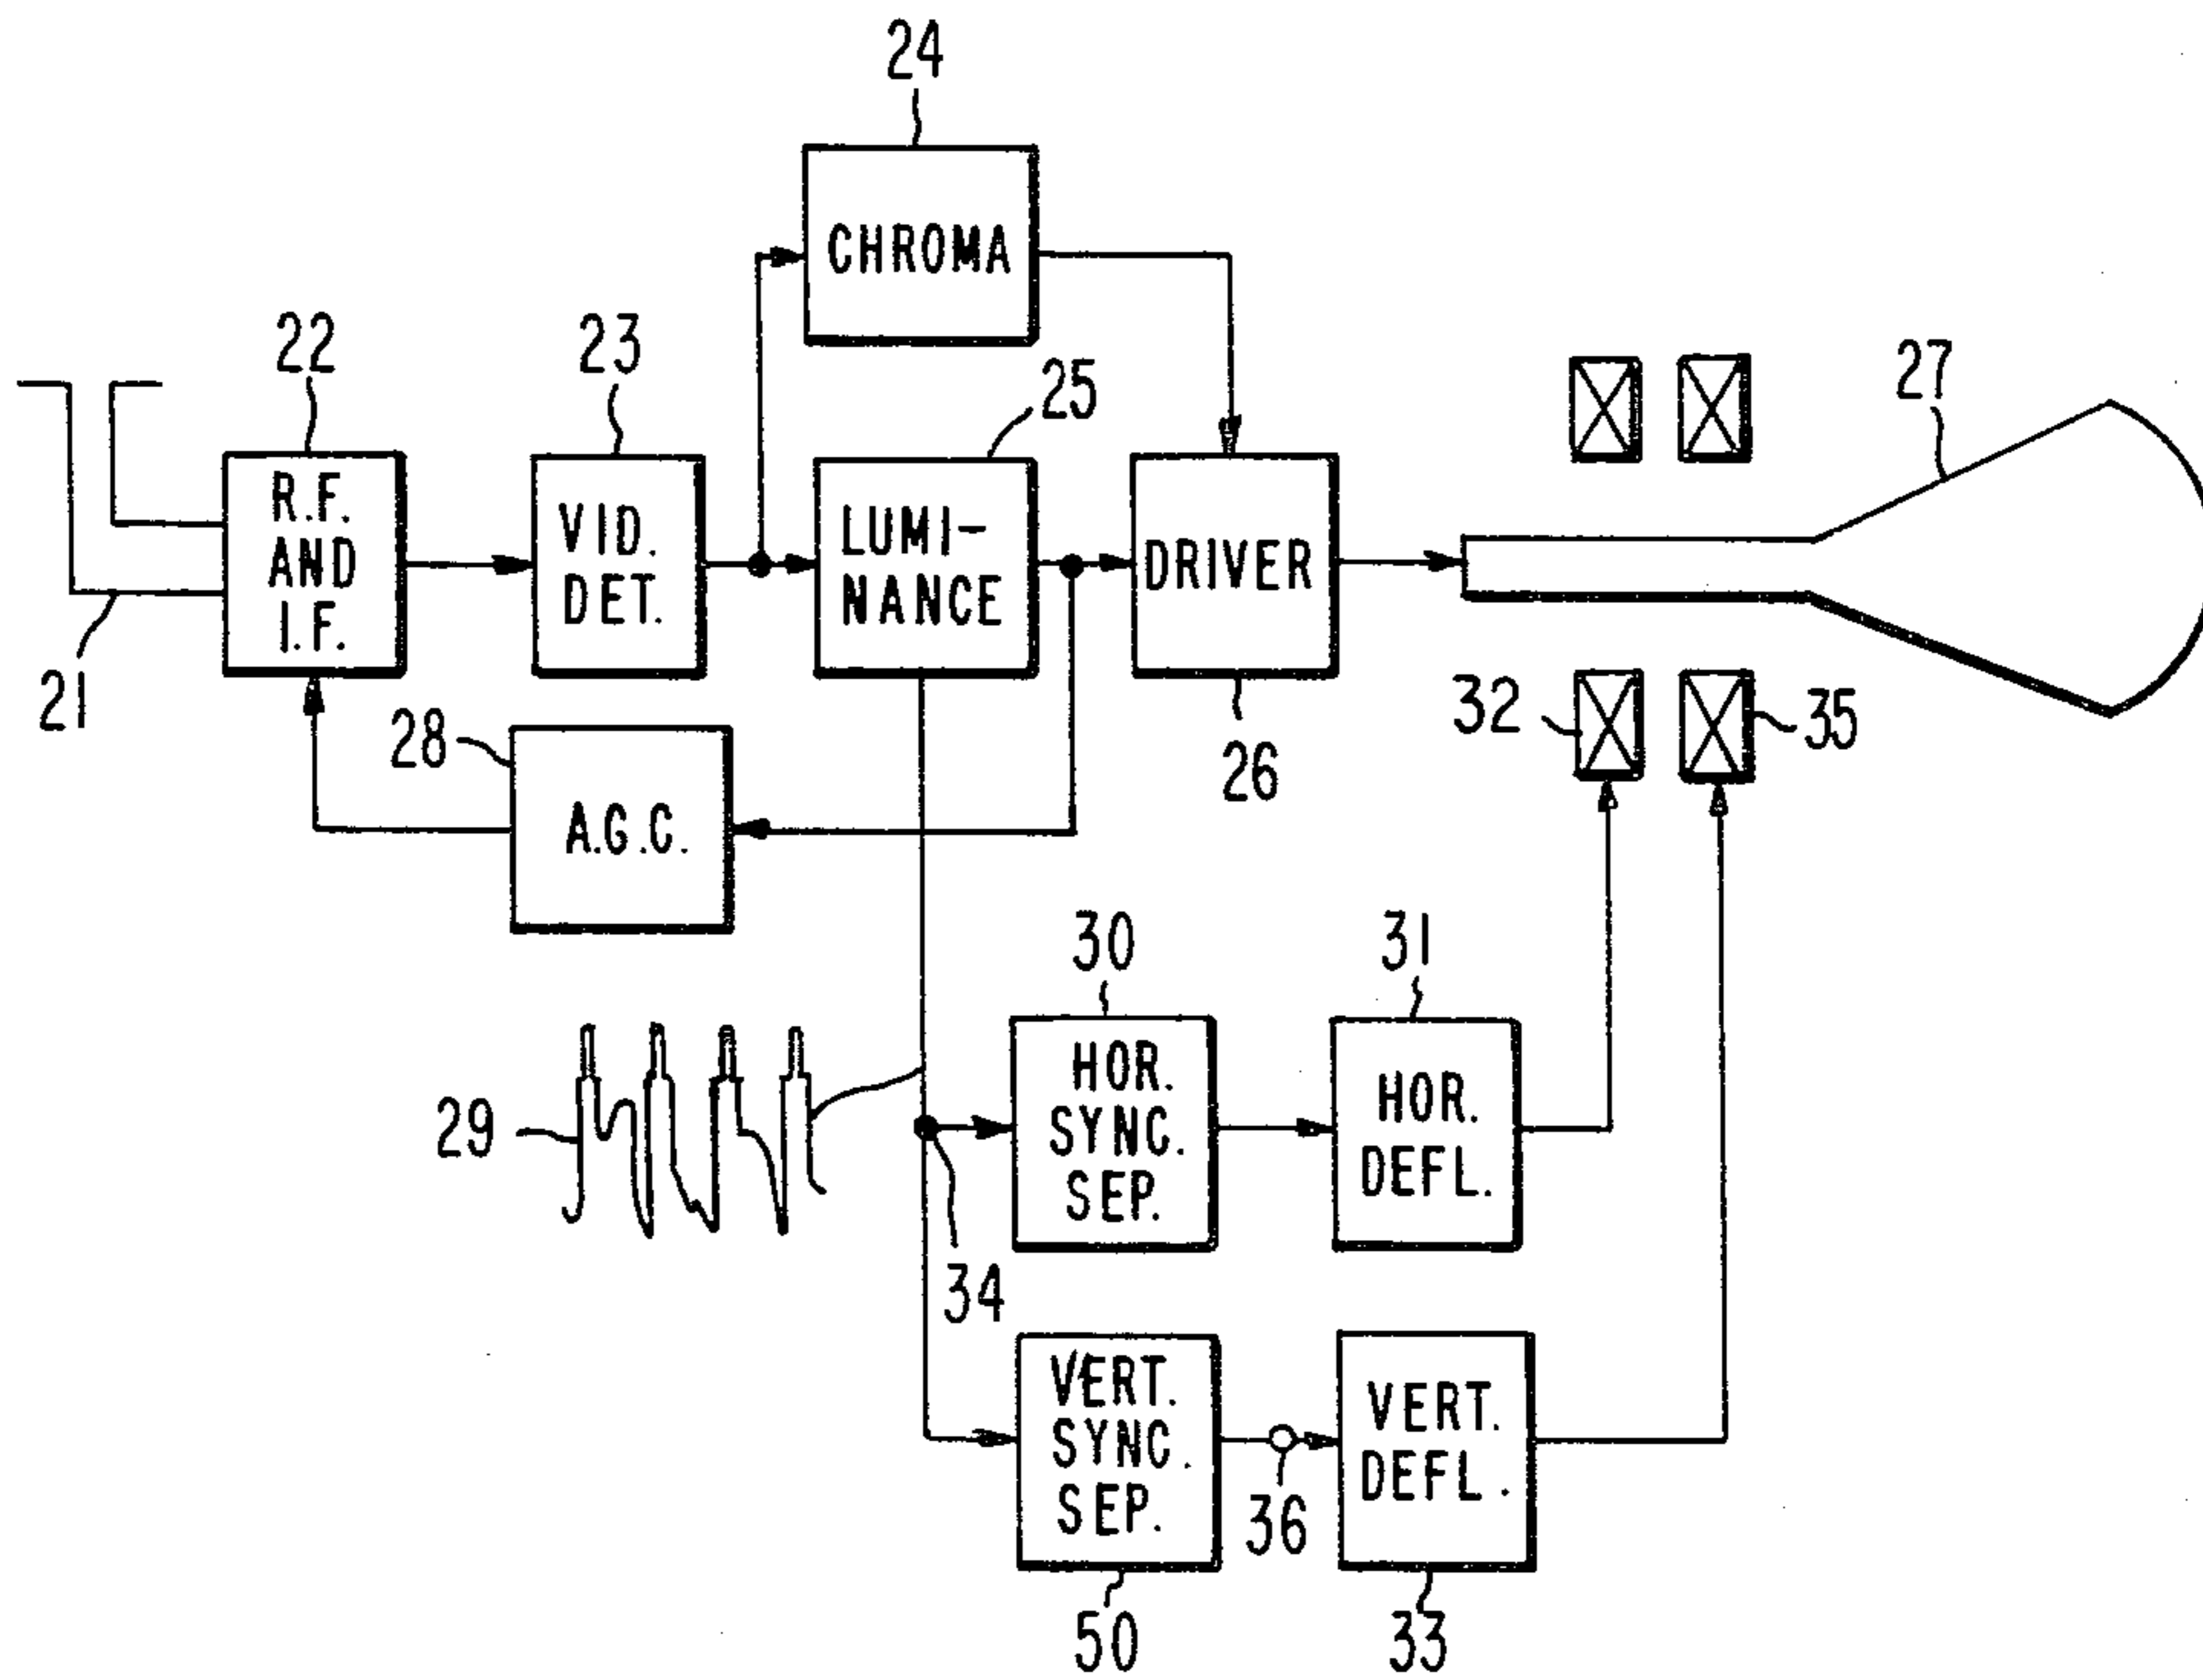 24
CHROMA
22
23
25
27
R.F.
AND
I.F.
VID.
DET.
LUMI-
NANCE
DRIVER
21
28
26
32
35
A.G.C.
30
31
29
HOR.
SYNC.
SEP.
HOR.
DEFL.
34
VERT.
SYNC.
SEP.
36
VERT.
DEFL.
50
33